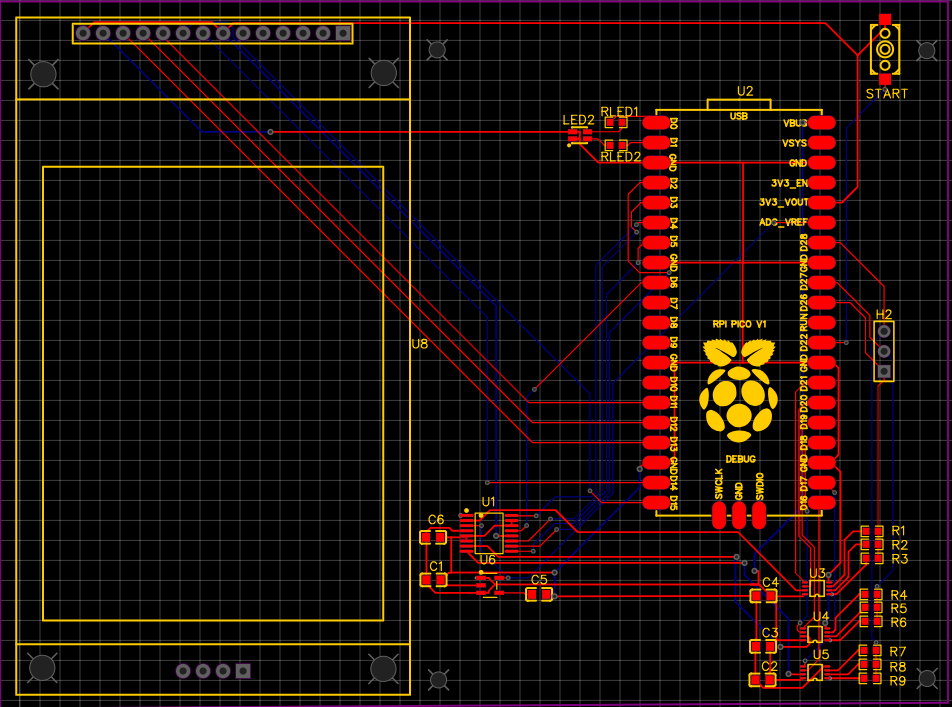 START
U2
USB
LED2
RLED1
RLED2
D0
D1
GND
D2
D3
D4
D5
GND
D6
D7
D8
D9
GND
D10
D11
D12
D13
GND
D14
D15
VBUS
VSYS
GND
3V3_EN
3V3_VOUT
ADC_VREF
D28
GND
D27
D26
RUN
D22
GND
D21
D20
D19
D18
GND
D17
D16
RPI PICO V1
DEBUG
SWCLK
GND
SWDIO
H2
U8
U1
C6
U6
C1
C5
C4
U3
U4
C3
U5
C2
R1
R2
R3
R4
R5
R6
R7
R8
R9